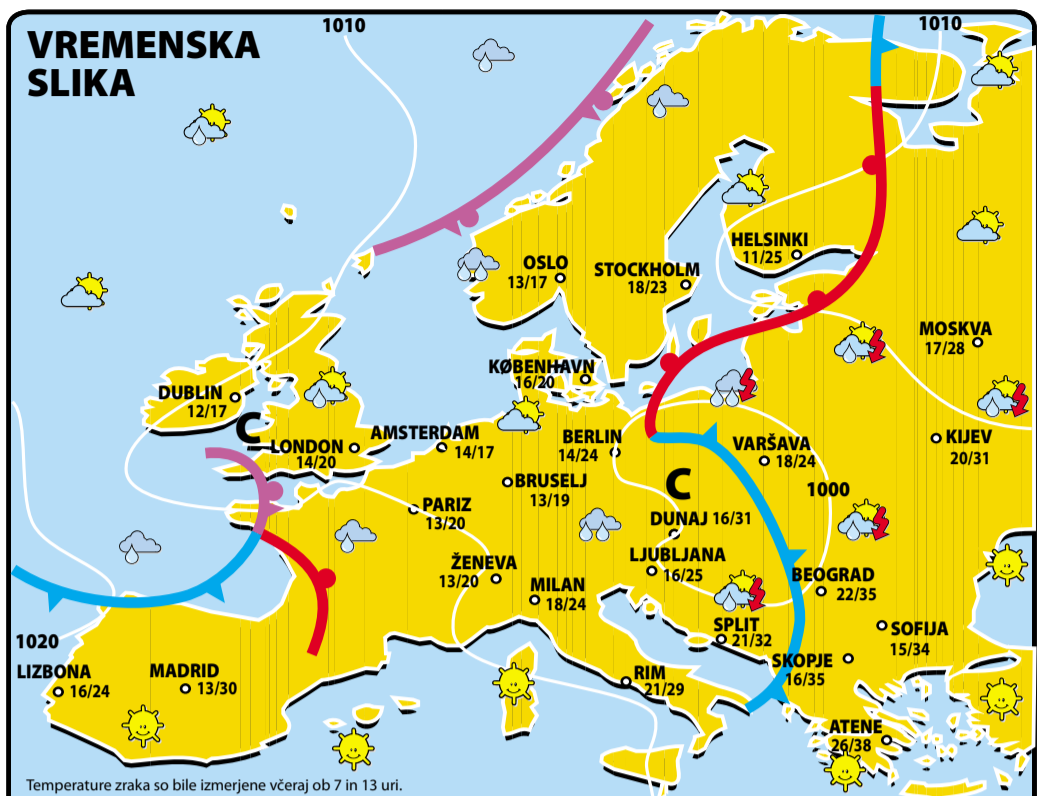 1010
1010
VREMENSKA
SLIKA
HELSINKI
11/25
OSLO
13/17
STOCKHOLM
18/23
MOSKVA
17/28
KØBENHAVN
16/20
DUBLIN
12/17
C
LONDON
14/20
AMSTERDAM
14/17
BERLIN
14/24
VARŠAVA
18/24
KIJEV
20/31
BRUSELJ
13/19
C
1000
PARIZ
13/20
DUNAJ 16/31
LJUBLJANA
16/25
ŽENEVA
13/20
MILAN
18/24
BEOGRAD
22/35
SPLIT
21/32
SOFIJA
15/34
1020
LIZBONA
16/24
MADRID
13/30
RIM
21/29
SKOPJE
16/35
ATENE
26/38
Temperature zraka so bile izmerjene včeraj ob 7 in 13 uri.